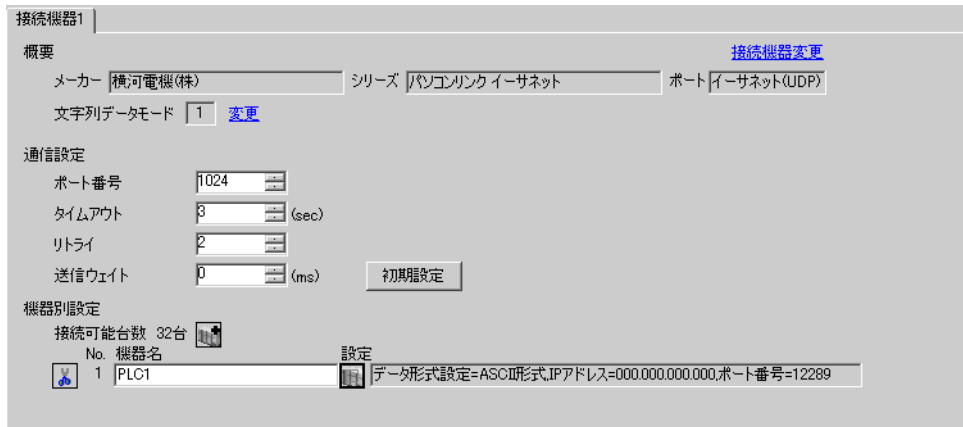 接続機器1
概要
接続機器変更
メーカー 横河電機(株) シリーズ パソコンリンク イーサネット ポート イーサネット(UDP)
文字列データモード 1 変更
通信設定
ポート番号 1024
タイムアウト 3 (sec)
リトライ 2
送信ウェイト 0 (ms) 初期設定
機器別設定
接続可能台数 32台
No. 機器名 設定
1 PLC1 データ形式設定=ASCII形式,IPアドレス=000.000.000.000,ポート番号=12289